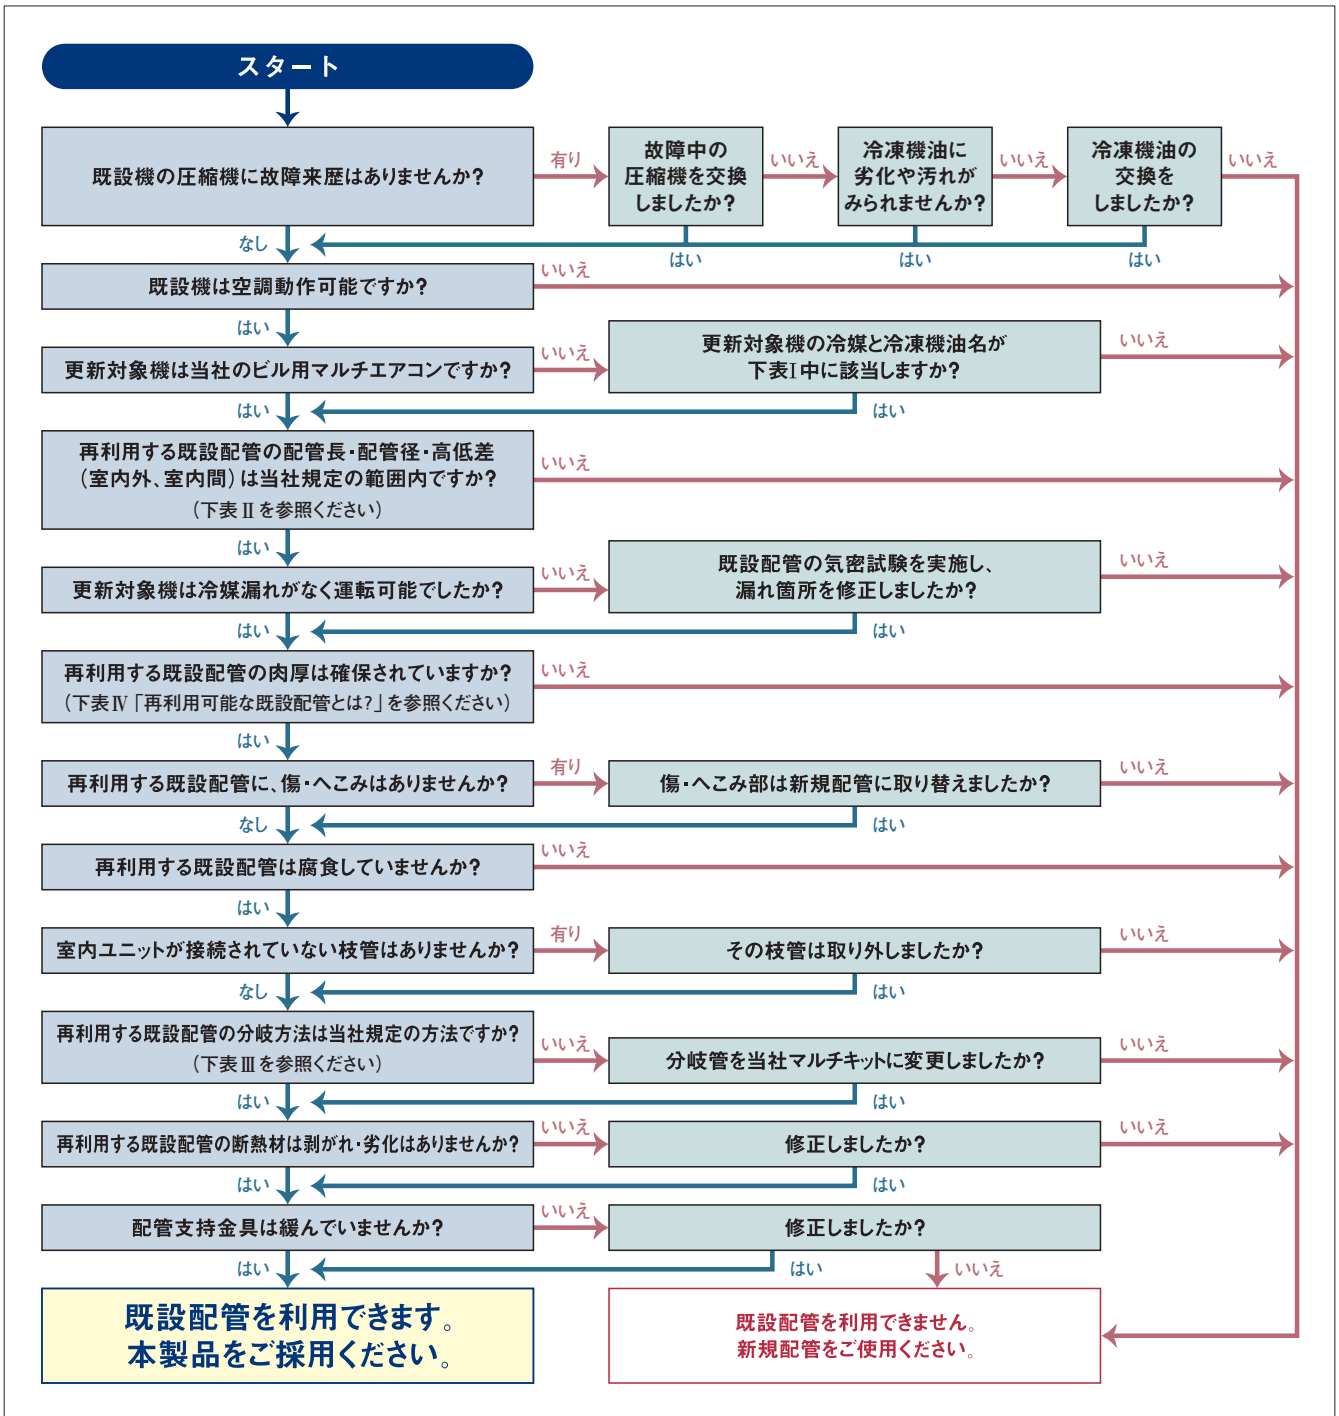 スタート
既設機の圧縮機に故障来歴はありませんか?
有り
故障中の
圧縮機を交換
しましたか?
いいえ
冷凍機油に
劣化や汚れが
みられませんか?
いいえ
冷凍機油の
交換を
しましたか?
いいえ
なし
はい
はい
はい
既設機は空調動作可能ですか?
いいえ
はい
更新対象機は当社のビル用マルチエアコンですか?
いいえ
更新対象機の冷媒と冷凍機油名が
下表Ⅰ中に該当しますか?
いいえ
はい
はい
再利用する既設配管の配管長・配管径・高低差
(室内外、室内間)は当社規定の範囲内ですか?
(下表Ⅱを参照ください)
いいえ
はい
更新対象機は冷媒漏れがなく運転可能でしたか?
いいえ
既設配管の気密試験を実施し、
漏れ箇所を修正しましたか?
いいえ
はい
はい
再利用する既設配管の肉厚は確保されていますか?
(下表Ⅳ「再利用可能な既設配管とは?」を参照ください)
いいえ
はい
再利用する既設配管に、傷・へこみはありませんか?
有り
傷・へこみ部は新規配管に取り替えましたか?
いいえ
なし
はい
再利用する既設配管は腐食していませんか?
いいえ
はい
室内ユニットが接続されていない枝管はありませんか?
有り
その枝管は取り外しましたか?
いいえ
なし
はい
再利用する既設配管の分岐方法は当社規定の方法ですか?
(下表Ⅲを参照ください)
いいえ
分岐管を当社マルチキットに変更しましたか?
いいえ
はい
はい
再利用する既設配管の断熱材は剥がれ・劣化はありませんか?
いいえ
修正しましたか?
いいえ
はい
はい
配管支持金具は緩んでいませんか?
いいえ
修正しましたか?
はい
はい
いいえ
既設配管を利用できます。
本製品をご採用ください。
既設配管を利用できません。
新規配管をご使用ください。